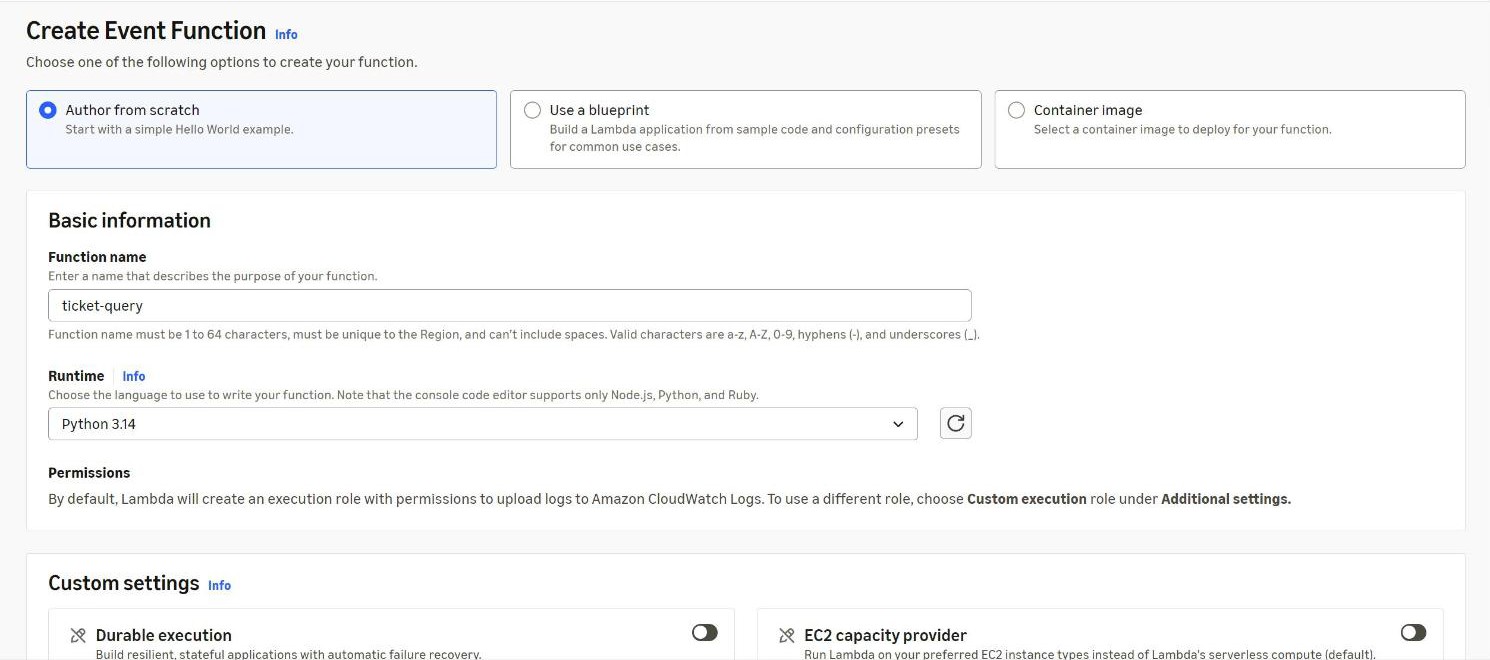 Create Event Function Info
Choose one of the following options to create your function.
Author from scratch
Start with a simple Hello World example.
Use a blueprint
Build a Lambda application from sample code and configuration presets
for common use cases.
Container image
Select a container image to deploy for your function.
Basic information
Function name
Enter a name that describes the purpose of your function.
ticket-query
Function name must be 1 to 64 characters, must be unique to the Region, and can't include spaces. Valid characters are a-z, A-Z, 0-9, hyphens (-), and underscores (_).
Runtime Info
Choose the language to use to write your function. Note that the console code editor supports only Node.js, Python, and Ruby.
Python 3.14
Permissions
By default, Lambda will create an execution role with permissions to upload logs to Amazon CloudWatch Logs. To use a different role, choose Custom execution role under Additional settings.
Custom settings Info
Durable execution
Build resilient, stateful applications with automatic failure recovery.
EC2 capacity provider
Run Lambda on your preferred EC2 instance types instead of Lambda's serverless compute (default).